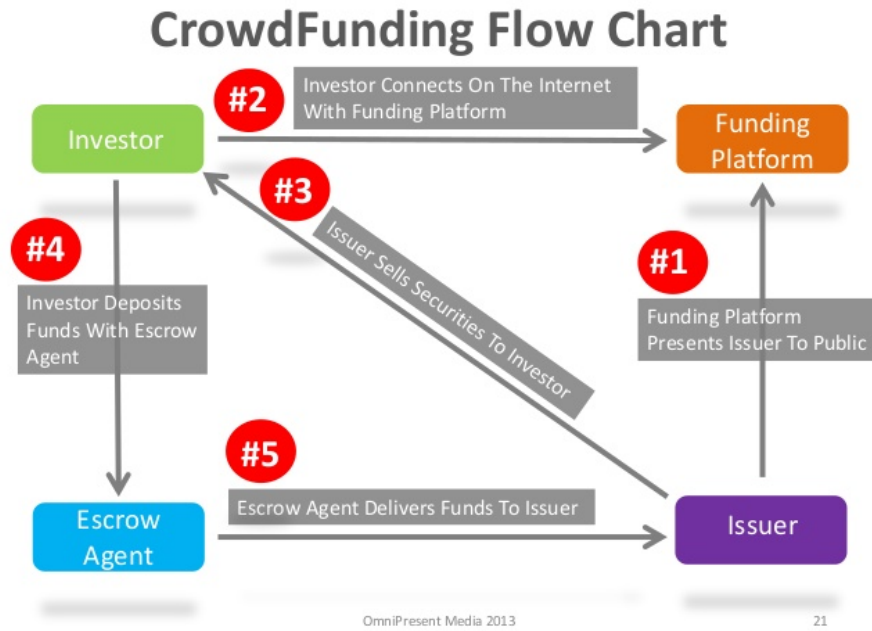 CrowdFunding Flow Chart
#2
Investor Connects On The Internet
With Funding Platform
Investor
Funding
Platform
#3
Issuer Sells Securities To Investor
#4
Investor Deposits
Funds With Escrow
Agent
#1
Funding Platform
Presents Issuer To Public
#5
Escrow Agent Delivers Funds To Issuer
Escrow
Agent
Issuer
OmniPresent Media 2013
21